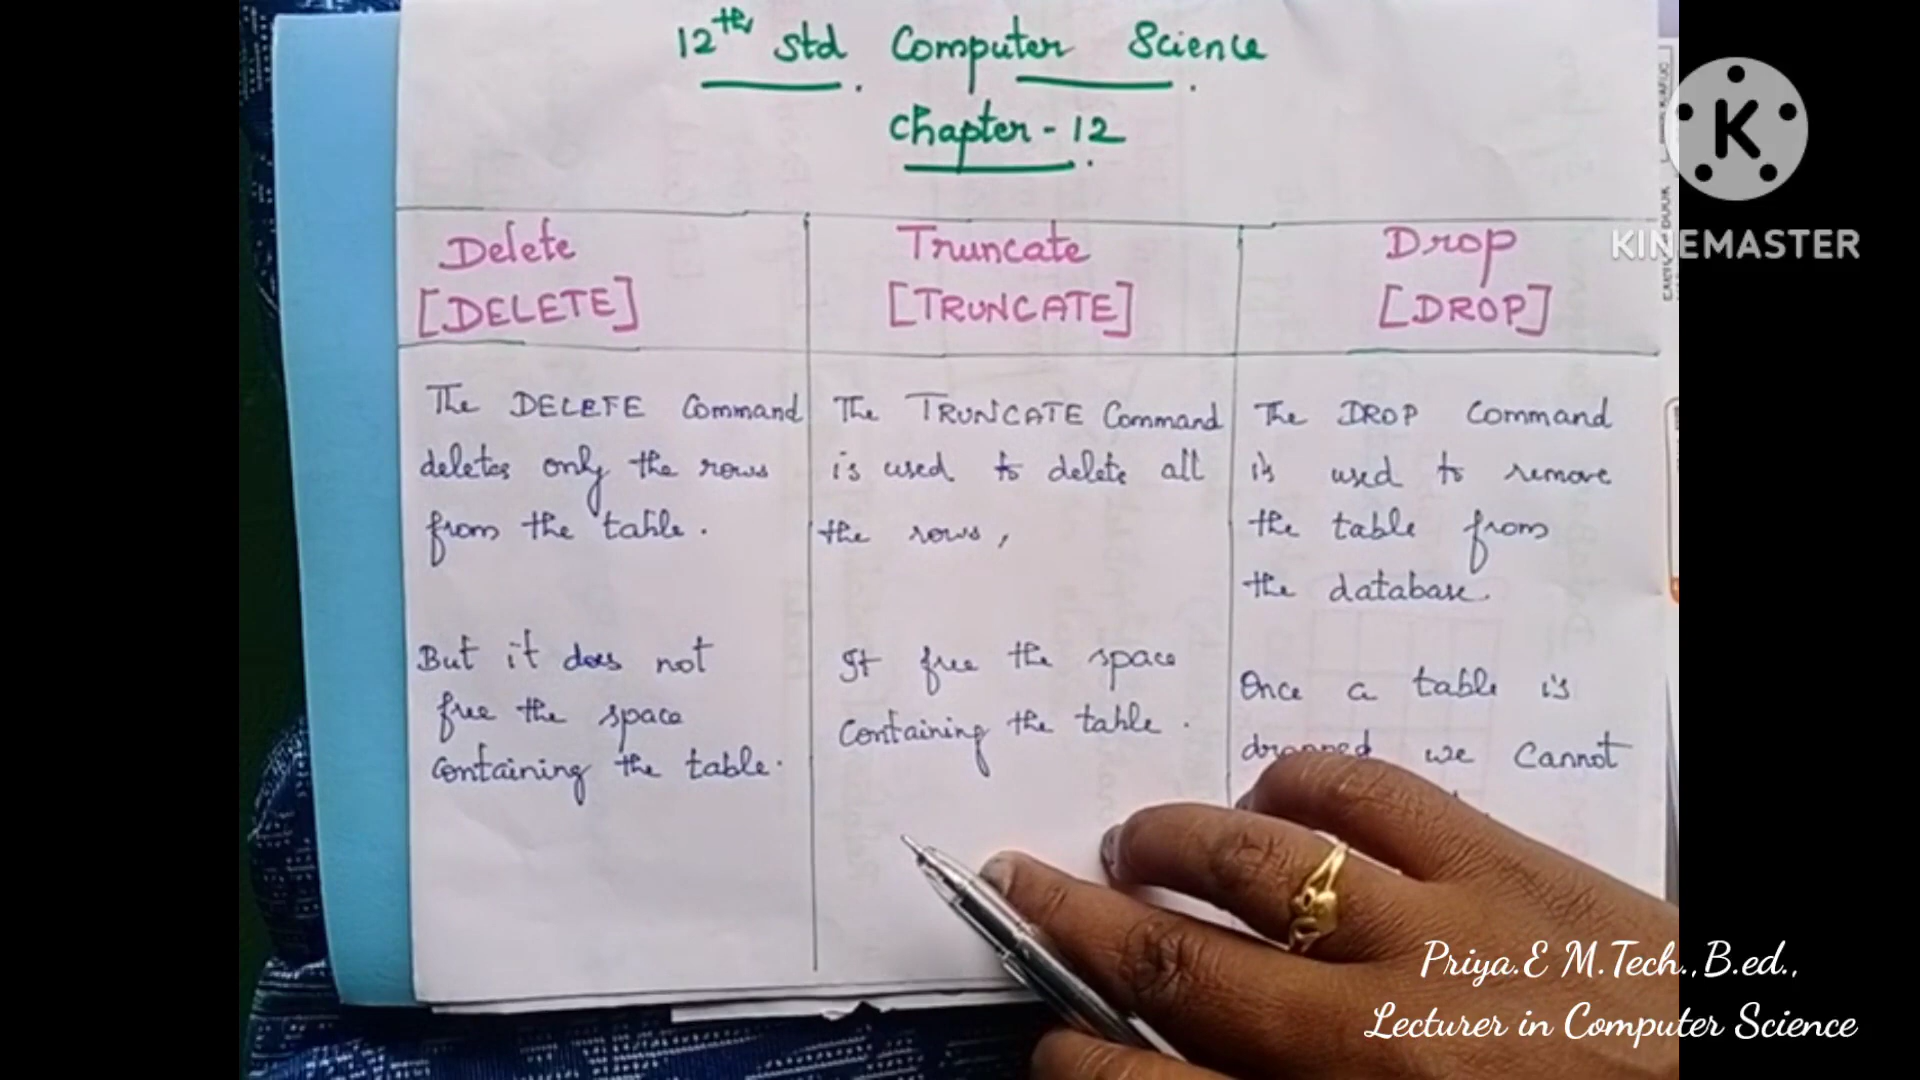 12th Std Computer Science
Chapter - 12
Delete
[DELETE]
Truncate
[TRUNCATE]
Drop
[DROP]
The DELETE Command
deletes only the rows
from the table.
But it does not
free the space
containing the table.
The TRUNCATE Command
is used to delete all
the rows,
It free the space
Containing the table.
The DROP Command
is used to remove
the table from
the database.
Once a table is
dropped we Cannot
K
KINEMASTER
Priya.E M.Tech.,B.ed.,
Lecturer in Computer Science